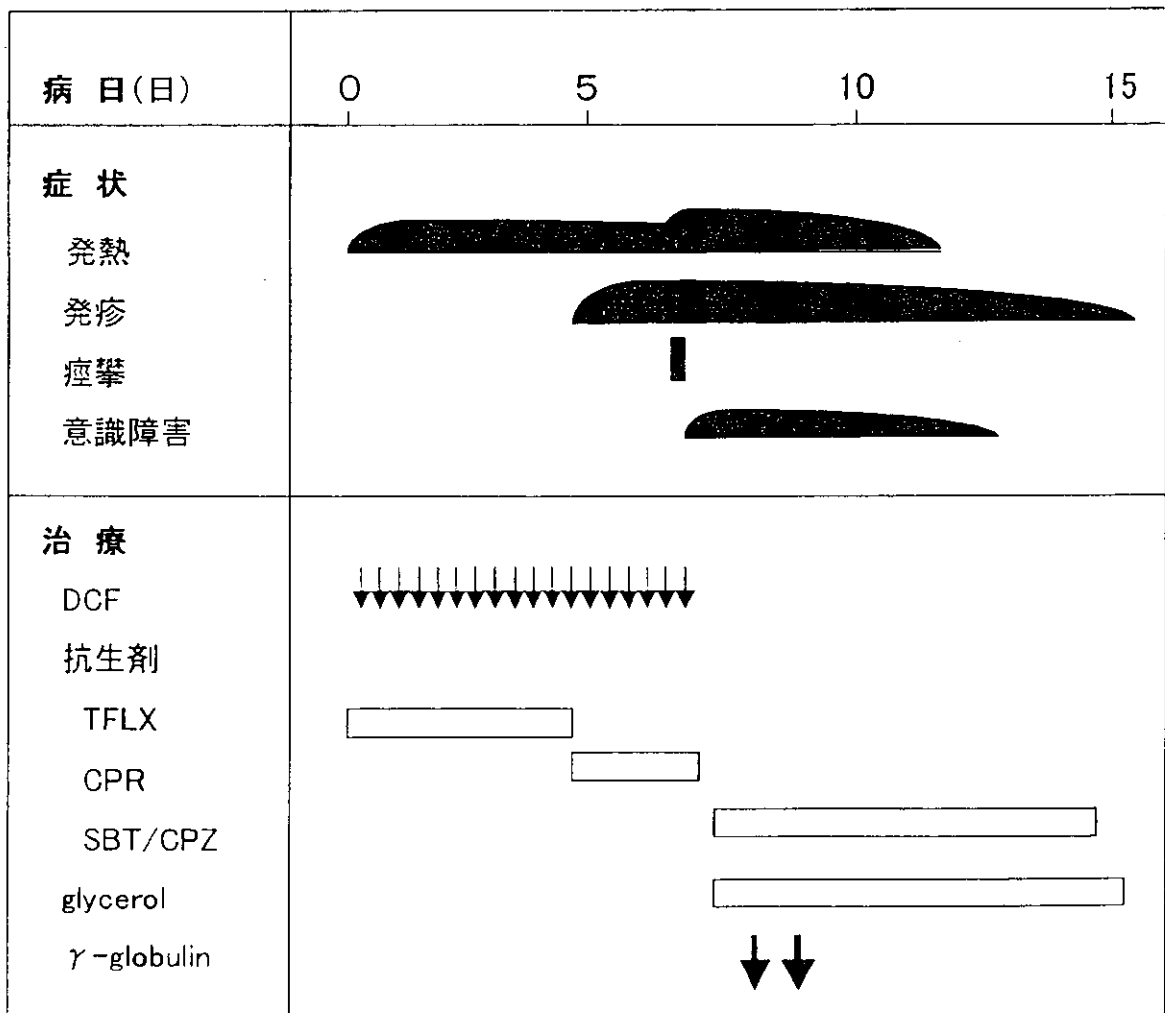 病 日(日) 0 5 10 15
症 状
発熱
発疹
痙攣
意識障害
治 療
DCF
抗生剤
TFLX
CPR
SBT/CPZ
glycerol
γ-globulin